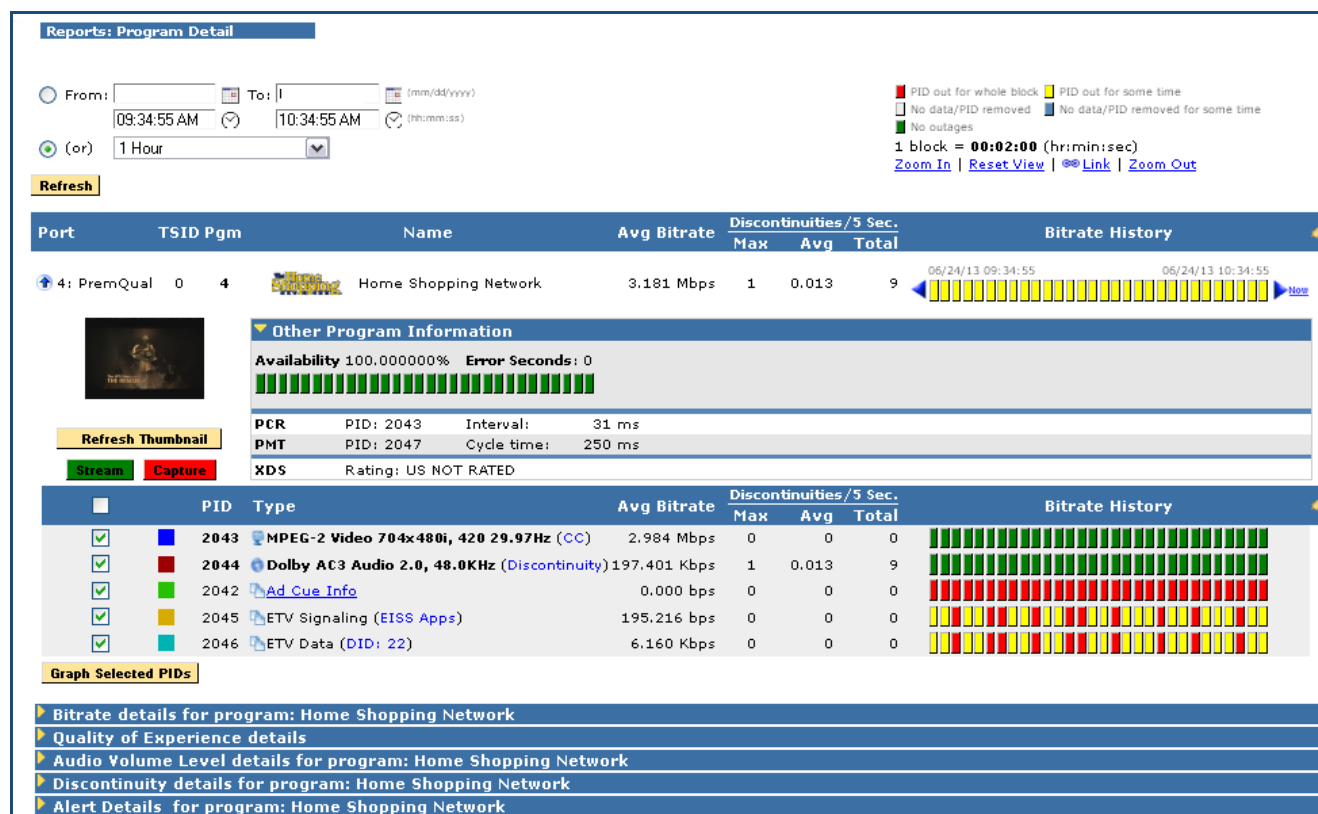 Reports: Program Detail
From: To: (mm/dd/yyyy)
09:34:55 AM 10:34:55 AM (hh:mm:ss)
(or) 1 Hour
Refresh
PID out for whole block PID out for some time
No data/PID removed No data/PID removed for some time
No outages
1 block = 00:02:00 (hr:min:sec)
Zoom In | Reset View | Link | Zoom Out
Port TSID Pgm Name Avg Bitrate Discontinuities/5 Sec. Bitrate History
Max Avg Total
06/24/13 09:34:55 06/24/13 10:34:55
4: PremQual 0 4 Home Shopping Home Shopping Network 3.181 Mbps 1 0.013 9 Now
Other Program Information
Availability 100.000000% Error Seconds: 0
THE RESCUE
PCR PID: 2043 Interval: 31 ms
Refresh Thumbnail
PMT PID: 2047 Cycle time: 250 ms
Stream Capture
XDS Rating: US NOT RATED
PID Type Avg Bitrate Discontinuities/5 Sec. Bitrate History
Max Avg Total
2043 MPEG-2 Video 704x480i, 420 29.97Hz (CC) 2.984 Mbps 0 0 0
2044 Dolby AC3 Audio 2.0, 48.0KHz (Discontinuity) 197.401 Kbps 1 0.013 9
2042 Ad Cue Info 0.000 bps 0 0 0
2045 ETV Signaling (EISS Apps) 195.216 bps 0 0 0
2046 ETV Data (DID: 22) 6.160 Kbps 0 0 0
Graph Selected PIDs
Bitrate details for program: Home Shopping Network
Quality of Experience details
Audio Volume Level details for program: Home Shopping Network
Discontinuity details for program: Home Shopping Network
Alert Details for program: Home Shopping Network